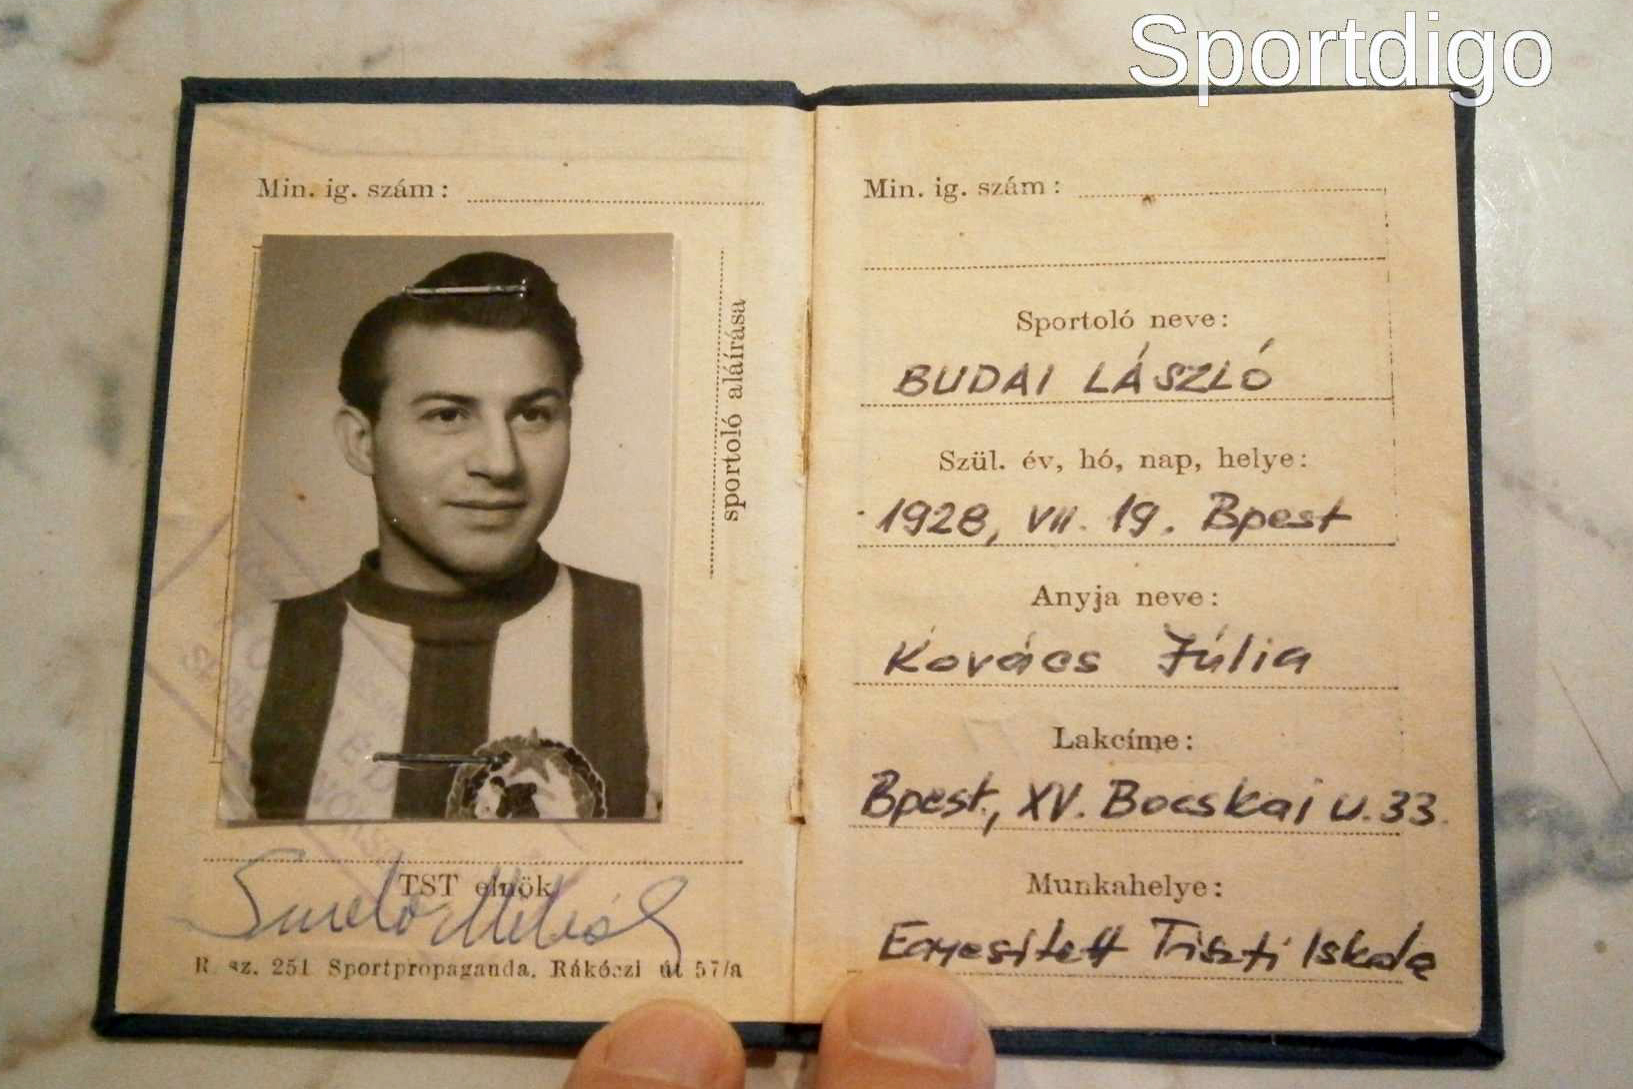 Sportdigo
Min. ig. szám:
sportoló aláírása
TST elnök
R. sz. 251 Sportpropaganda. Rákóczi út 57/a
Min. ig. szám:
Sportoló neve:
BUDAI LÁSZLÓ
Szül. év, hó, nap, helye:
1928, VII. 19. Bpest
Anyja neve:
Kovács Júlia
Lakcíme:
Bpest, XV. Bocskai u. 33.
Munkahelye:
Egyesített Tiszti Iskola